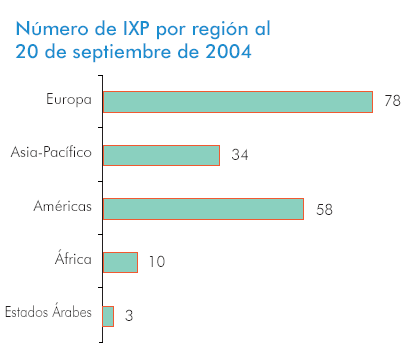 Número de IXP por región al
20 de septiembre de 2004
Europa 78
Asia-Pacífico 34
Américas 58
África 10
Estados Árabes 3